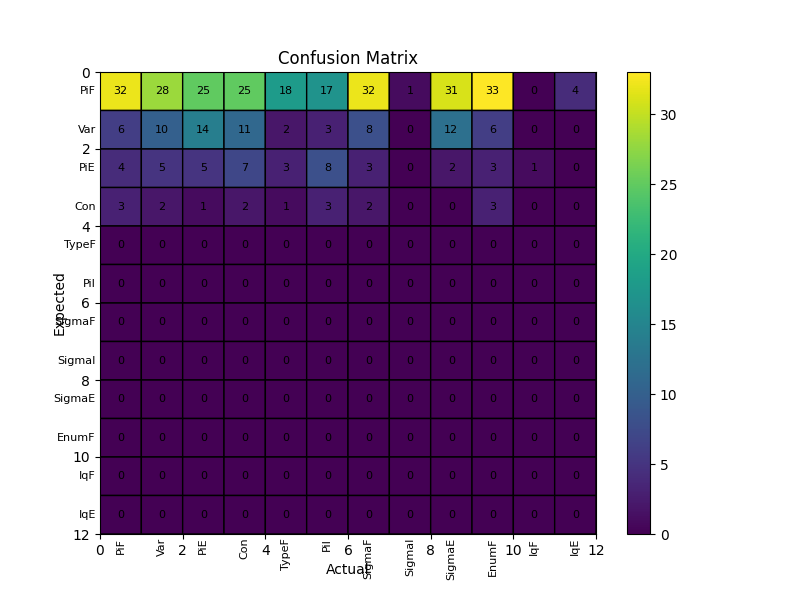 Confusion Matrix
0
PiF 32 28 25 25 18 17 32 1 31 33 0 4
Var 6 10 14 11 2 3 8 0 12 6 0 0
2
PiE 4 5 5 7 3 8 3 0 2 3 1 0
Con 3 2 1 2 1 3 2 0 0 3 0 0
4
TypeF 0 0 0 0 0 0 0 0 0 0 0 0
PiI 0 0 0 0 0 0 0 0 0 0 0 0
6
SigmaF 0 0 0 0 0 0 0 0 0 0 0 0
SigmaI 0 0 0 0 0 0 0 0 0 0 0 0
8
SigmaE 0 0 0 0 0 0 0 0 0 0 0 0
EnumF 0 0 0 0 0 0 0 0 0 0 0 0
10
IqF 0 0 0 0 0 0 0 0 0 0 0 0
IqE 0 0 0 0 0 0 0 0 0 0 0 0
12
Expected
0 2 4 6 8 10 12
PiF Var PiE Con TypeF PiI SigmaF SigmaI SigmaE EnumF IqF IqE
Actual
30
25
20
15
10
5
0